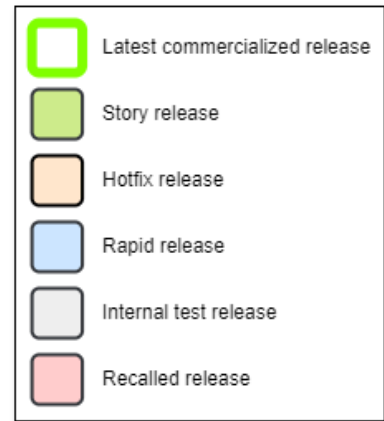 Latest commercialized release
Story release
Hotfix release
Rapid release
Internal test release
Recalled release